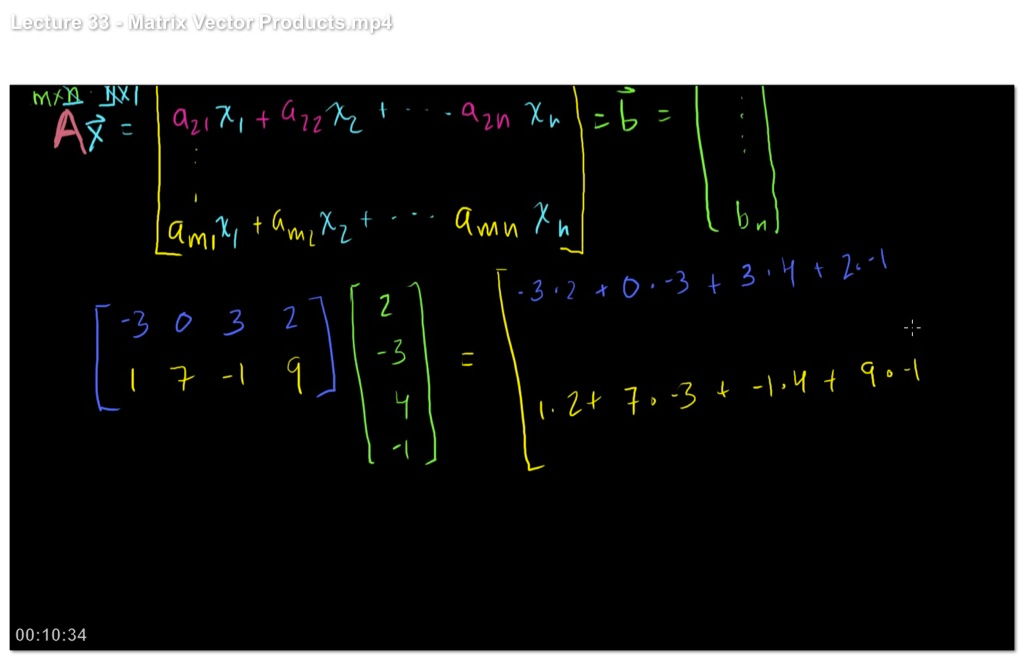 Lecture 33 - Matrix Vector Products.mp4
m×n n×1
a₂₁x₁ + a₂₂x₂ + ··· a₂ₙ xₙ
Ax⃗ = = b⃗ =
aₘ₁x₁ + aₘ₂x₂ + ··· aₘₙ xₙ bₙ
-3·2 + 0·-3 + 3·4 + 2·-1
-3 0 3 2 2
1 7 -1 9 -3 =
4 1·2 + 7·-3 + -1·4 + 9·-1
-1
00:10:34